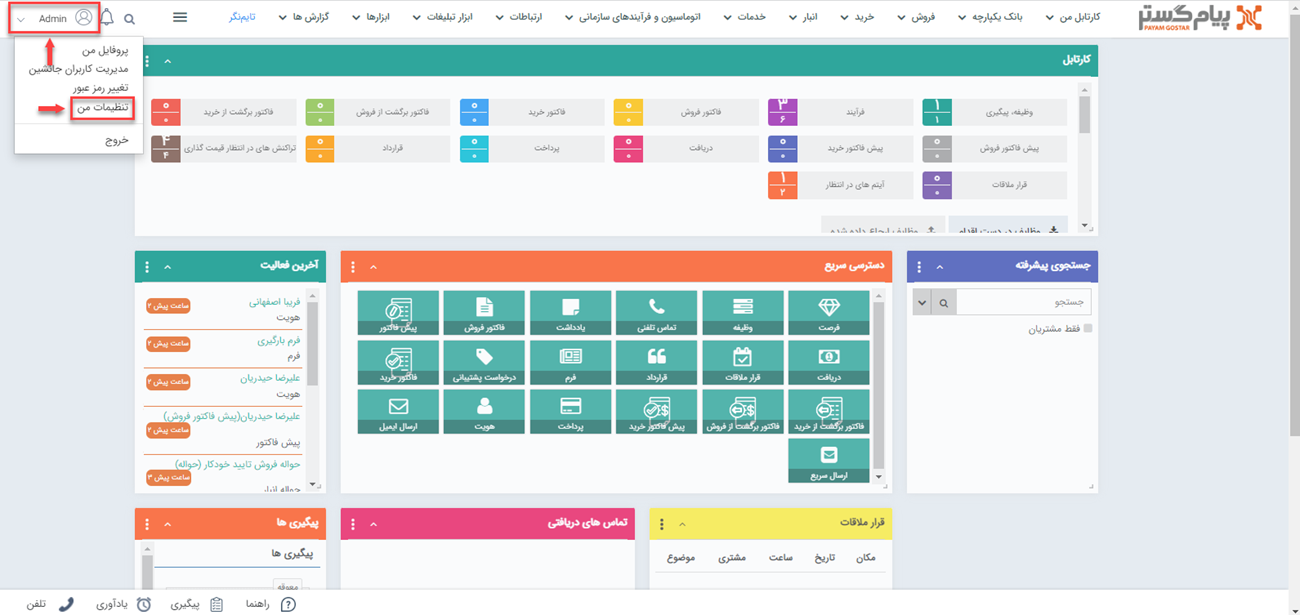 پیام گستر
PAYAM GOSTAR
کارتابل من
بانک یکپارچه
فروش
خرید
انبار
خدمات
ارتباطات
اتوماسیون و فرآیندهای سازمانی
ابزار تبلیغات
ابزارها
گزارش ها
تایم‌نگر
Admin
پروفایل من
مدیریت کاربران جانشین
تغییر رمز عبور
تنظیمات من
خروج
کارتابل
وظیفه، پیگیری ۱ ۱
فرآیند ۳ ۶
فاکتور فروش ۰ ۰
فاکتور خرید ۰ ۰
فاکتور برگشت از فروش ۰ ۰
فاکتور برگشت از خرید ۰ ۰
پیش فاکتور فروش ۰ ۰
پیش فاکتور خرید ۰ ۰
دریافت ۰ ۰
پرداخت ۰ ۰
قرارداد ۰ ۰
تراکنش های در انتظار قیمت گذاری ۴ ۴
قرار ملاقات ۰ ۰
آیتم های در انتظار ۱ ۲
وظایف در دست اقدام
وظایف ارجاع داده شده
جستجوی پیشرفته
جستجو
فقط مشتریان
دسترسی سریع
فرصت
وظیفه
تماس تلفنی
یادداشت
فاکتور فروش
پیش فاکتور
دریافت
قرار ملاقات
قرارداد
فرم
درخواست پشتیبانی
فاکتور خرید
فاکتور برگشت از خرید
فاکتور برگشت از فروش
پیش فاکتور خرید
پرداخت
هویت
ارسال ایمیل
ارسال سریع
آخرین فعالیت
فریبا اصفهانی
۲ ساعت پیش
هویت
فرم بارگیری
۲ ساعت پیش
فرم
علیرضا حیدریان
۲ ساعت پیش
هویت
علیرضا حیدریان(پیش فاکتور فروش)
۲ ساعت پیش
پیش فاکتور
حواله فروش تایید خودکار (حواله)
۳ ساعت پیش
حواله انبار
قرار ملاقات
مکان
تاریخ
ساعت
مشتری
موضوع
تماس های دریافتی
پیگیری ها
پیگیری ها
معوقه
راهنما
پیگیری
یادآوری
تلفن